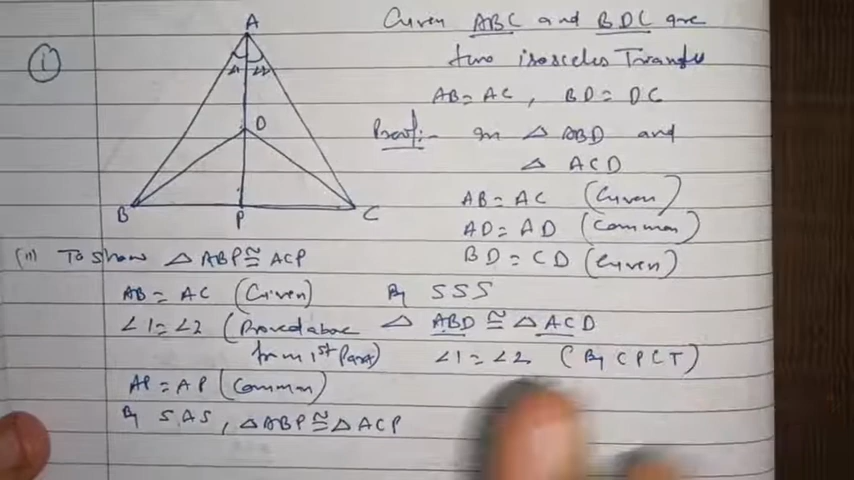 (i)
A
1 2
D
B P C
Given ABC and BDC are
two isosceles Triangles
AB = AC, BD = DC
Proof:- In △ ABD and
△ ACD
AB = AC (Given)
AD = AD (Common)
BD = CD (Given)
By SSS
△ ABD ≅ △ ACD
∠1 = ∠2 (By CPCT)
(ii) To show △ ABP ≅ ACP
AB = AC (Given)
∠1 = ∠2 (Proved above
from 1st Part)
AP = AP (Common)
By SAS, △ABP ≅ △ ACP